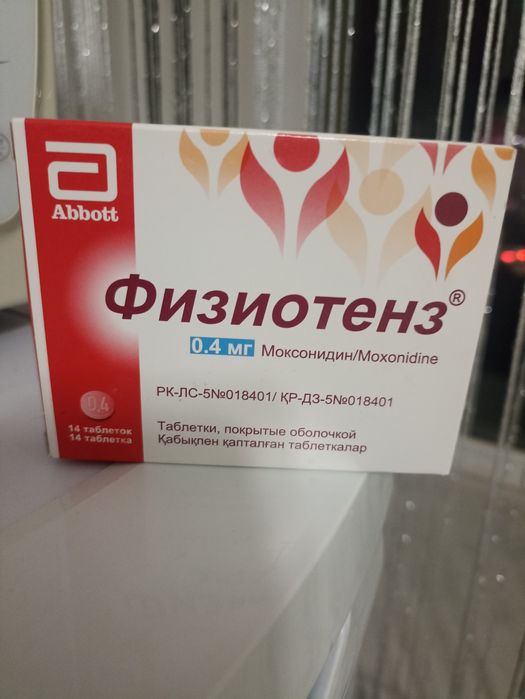 Abbott
Физиотенз®
0.4 мг Моксонидин/Moxonidine
РК-ЛС-5№018401/ ҚР-ДЗ-5№018401
Таблетки, покрытые оболочкой
Қабықпен қапталған таблеткалар
0,4
14 таблеток
14 таблетка